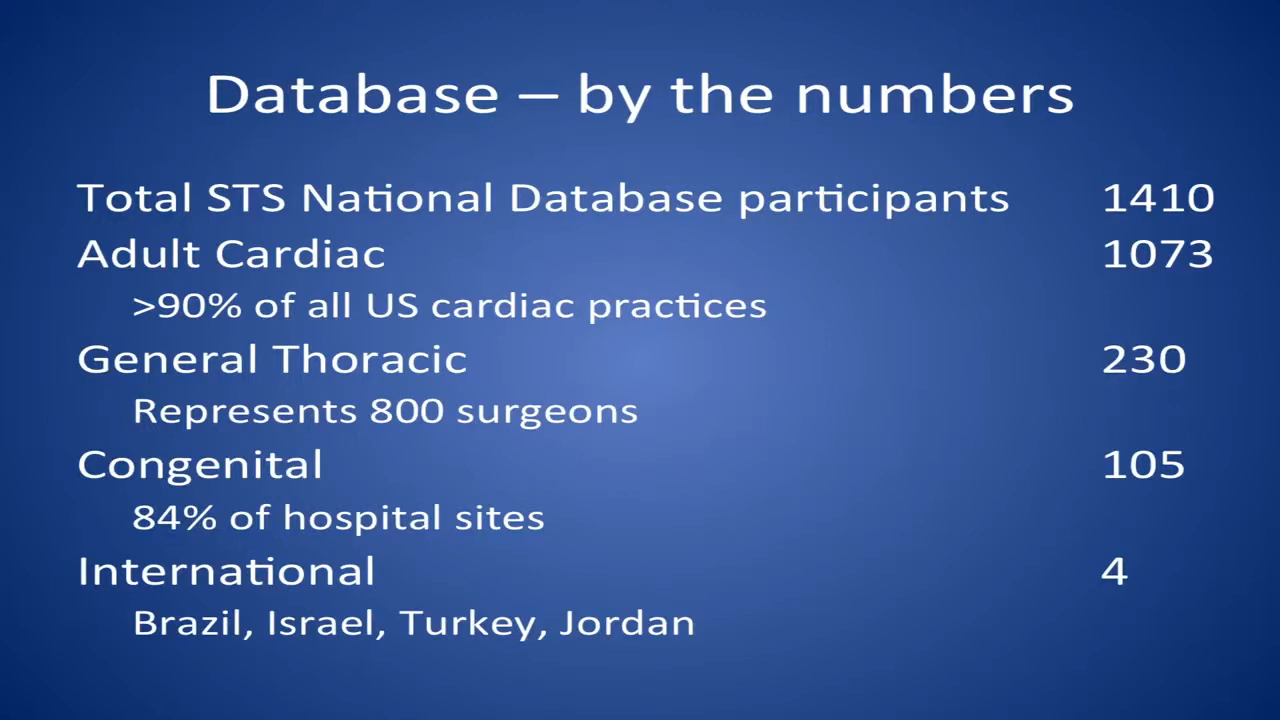 Database – by the numbers
Total STS National Database participants 1410
Adult Cardiac 1073
>90% of all US cardiac practices
General Thoracic 230
Represents 800 surgeons
Congenital 105
84% of hospital sites
International 4
Brazil, Israel, Turkey, Jordan